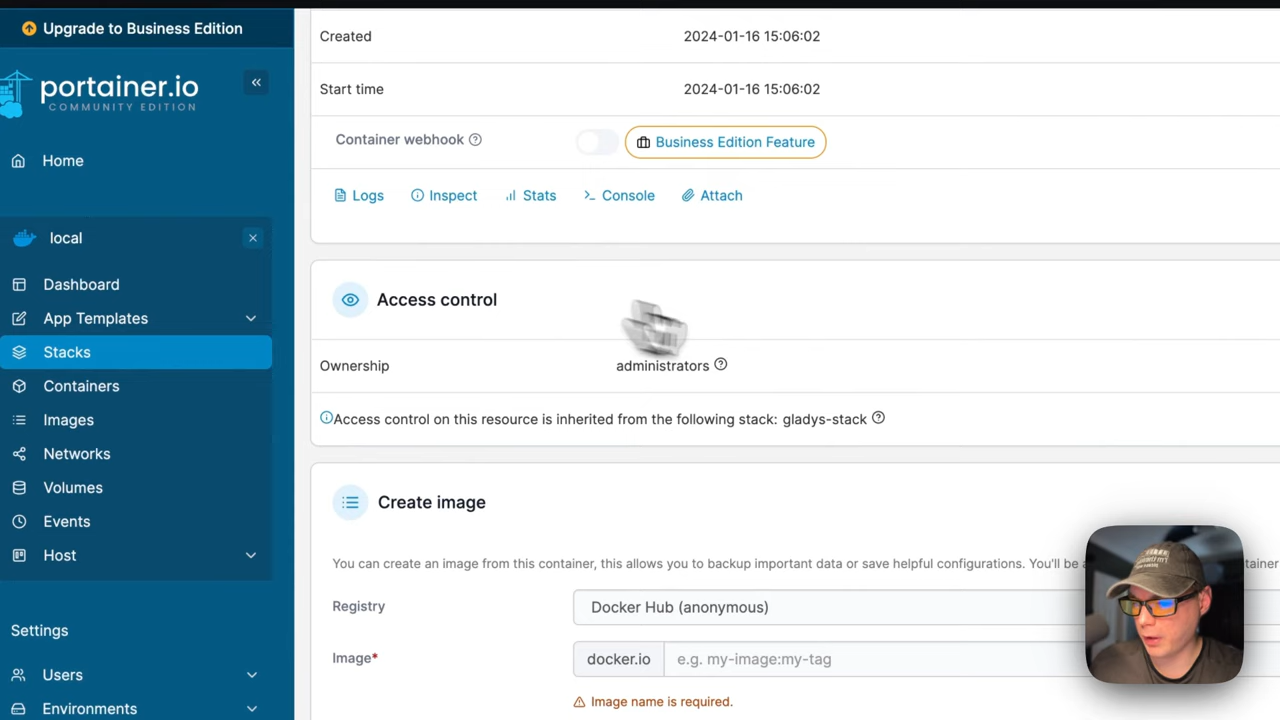 Upgrade to Business Edition
portainer.io
COMMUNITY EDITION
Home
local
Dashboard
App Templates
Stacks
Containers
Images
Networks
Volumes
Events
Host
Settings
Users
Environments
Created 2024-01-16 15:06:02
Start time 2024-01-16 15:06:02
Container webhook Business Edition Feature
Logs Inspect Stats Console Attach
Access control
Ownership administrators
Access control on this resource is inherited from the following stack: gladys-stack
Create image
You can create an image from this container, this allows you to backup important data or save helpful configurations. You'll be
Registry Docker Hub (anonymous)
Image* docker.io e.g. my-image:my-tag
Image name is required.